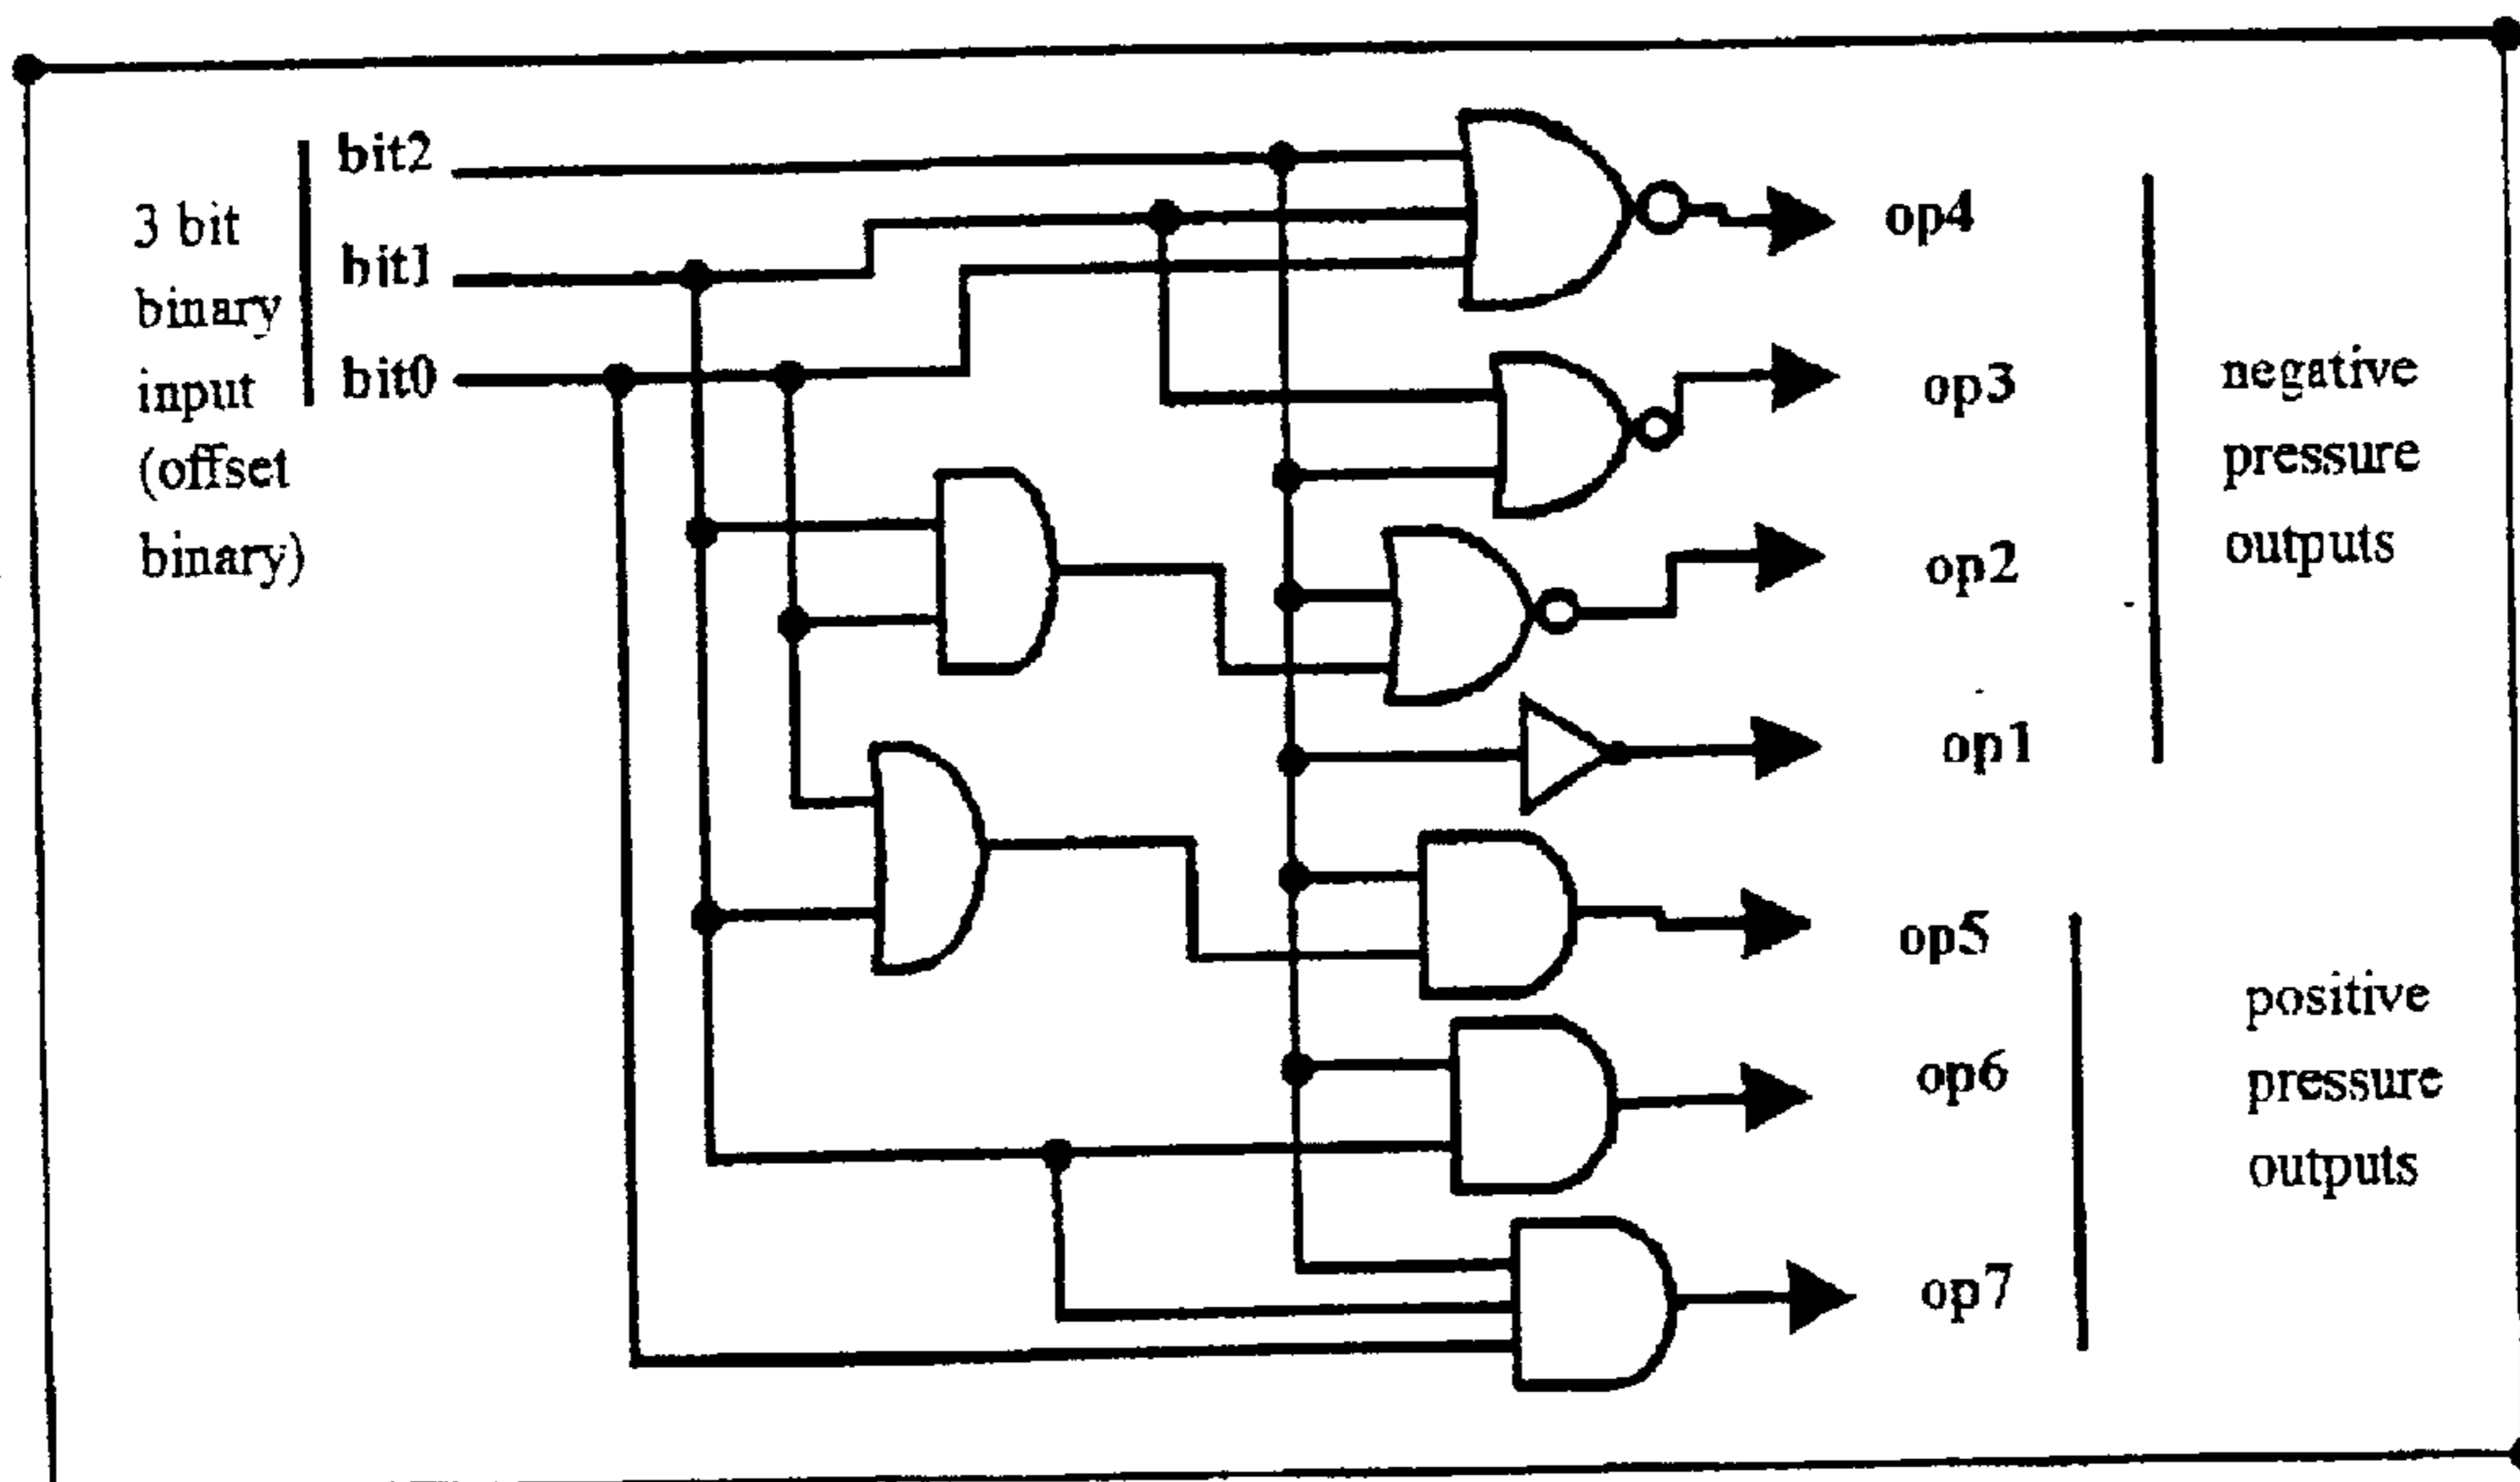 3 bit
binary
input
(offset
binary)
bit2
bit1
bit0
op4
op3
op2
op1
negative
pressure
outputs
op5
op6
op7
positive
pressure
outputs